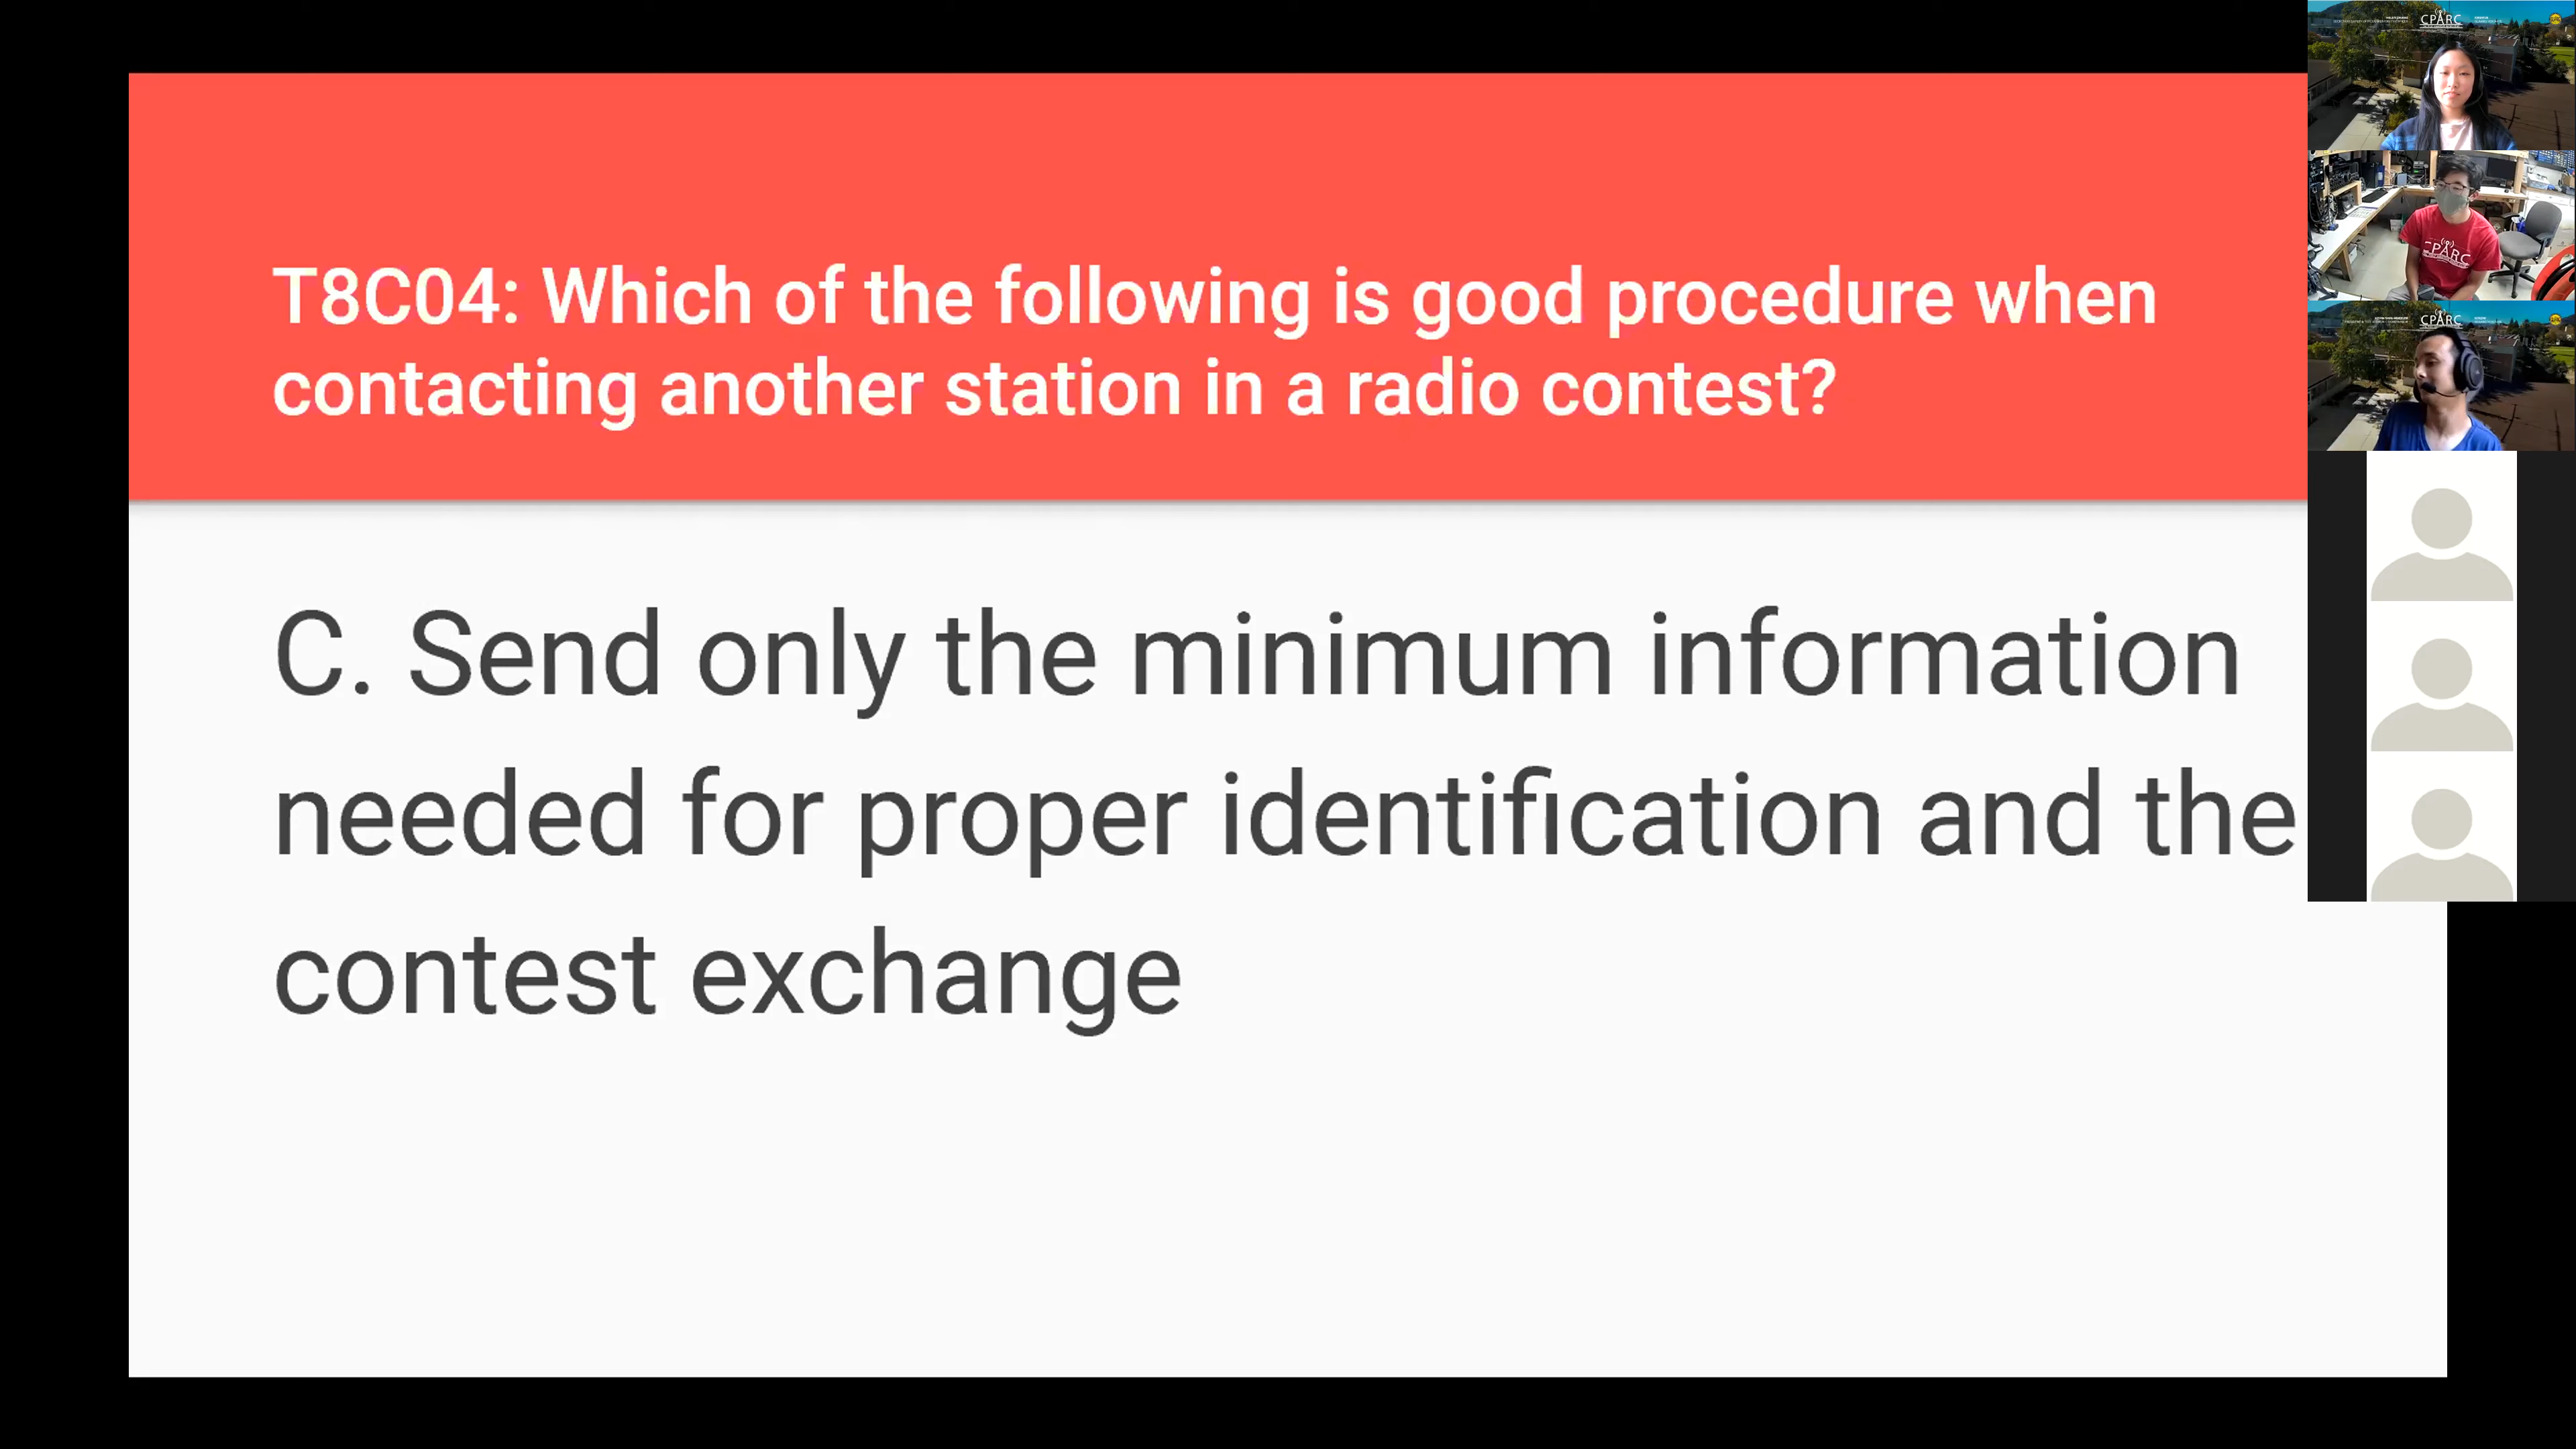 T8C04: Which of the following is good procedure when
contacting another station in a radio contest?
C. Send only the minimum information
needed for proper identification and the
contest exchange
CPARC
CPARC
CPARC